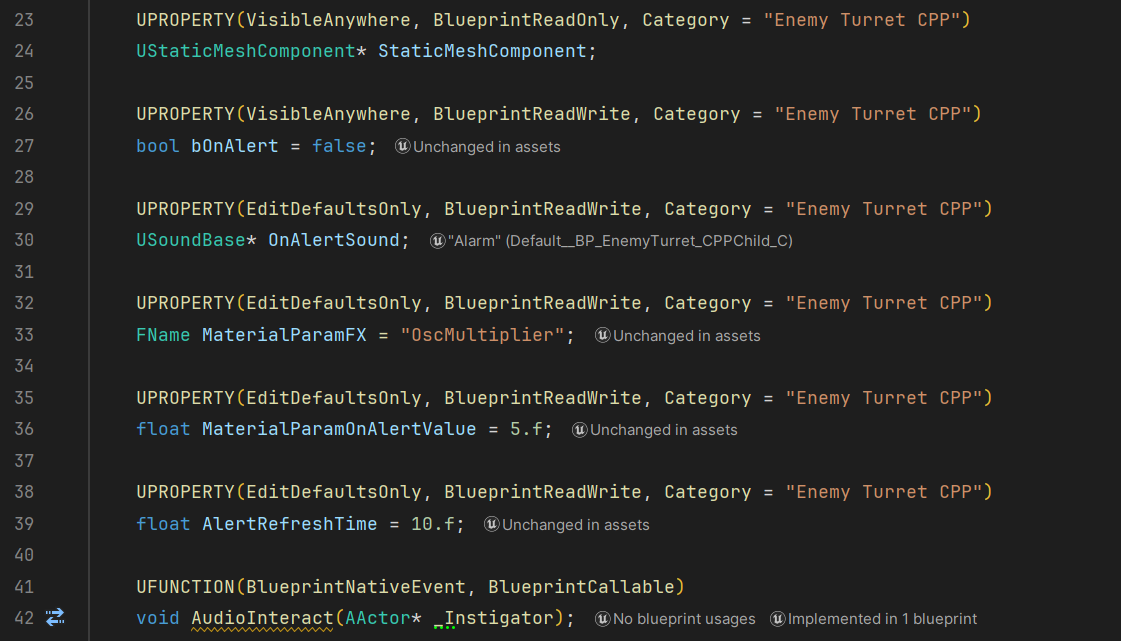 23 UPROPERTY(VisibleAnywhere, BlueprintReadOnly, Category = "Enemy Turret CPP")
24 UStaticMeshComponent* StaticMeshComponent;
25
26 UPROPERTY(VisibleAnywhere, BlueprintReadWrite, Category = "Enemy Turret CPP")
27 bool bOnAlert = false; Unchanged in assets
28
29 UPROPERTY(EditDefaultsOnly, BlueprintReadWrite, Category = "Enemy Turret CPP")
30 USoundBase* OnAlertSound; "Alarm" (Default__BP_EnemyTurret_CPPChild_C)
31
32 UPROPERTY(EditDefaultsOnly, BlueprintReadWrite, Category = "Enemy Turret CPP")
33 FName MaterialParamFX = "OscMultiplier"; Unchanged in assets
34
35 UPROPERTY(EditDefaultsOnly, BlueprintReadWrite, Category = "Enemy Turret CPP")
36 float MaterialParamOnAlertValue = 5.f; Unchanged in assets
37
38 UPROPERTY(EditDefaultsOnly, BlueprintReadWrite, Category = "Enemy Turret CPP")
39 float AlertRefreshTime = 10.f; Unchanged in assets
40
41 UFUNCTION(BlueprintNativeEvent, BlueprintCallable)
42 void AudioInteract(AActor* _Instigator); No blueprint usages Implemented in 1 blueprint